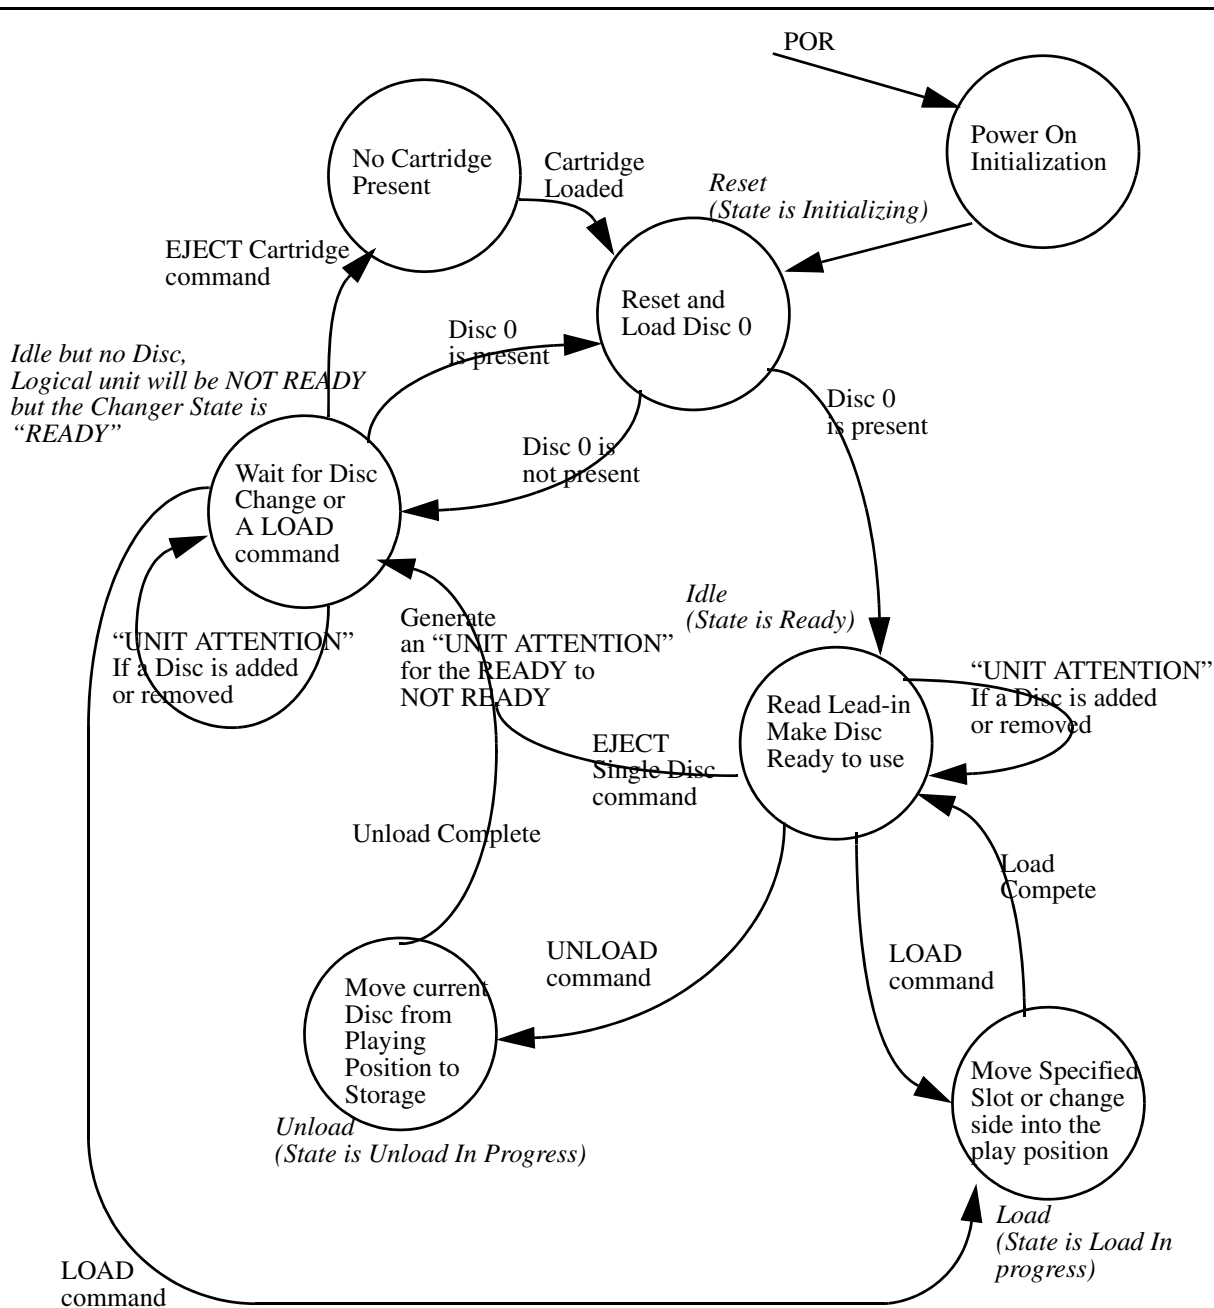 POR
Power On
Initialization
No Cartridge
Present
Cartridge
Loaded
Reset
(State is Initializing)
EJECT Cartridge
command
Reset and
Load Disc 0
Disc 0
is present
Idle but no Disc,
Logical unit will be NOT READY
but the Changer State is
“READY”
Disc 0
is present
Disc 0 is
not present
Wait for Disc
Change or
A LOAD
command
Idle
(State is Ready)
Generate
an “UNIT ATTENTION”
for the READY to
NOT READY
“UNIT ATTENTION”
If a Disc is added
or removed
“UNIT ATTENTION”
If a Disc is added
or removed
Read Lead-in
Make Disc
Ready to use
EJECT
Single Disc
command
Unload Complete
Load
Compete
UNLOAD
command
LOAD
command
Move current
Disc from
Playing
Position to
Storage
Move Specified
Slot or change
side into the
play position
Unload
(State is Unload In Progress)
Load
(State is Load In
progress)
LOAD
command